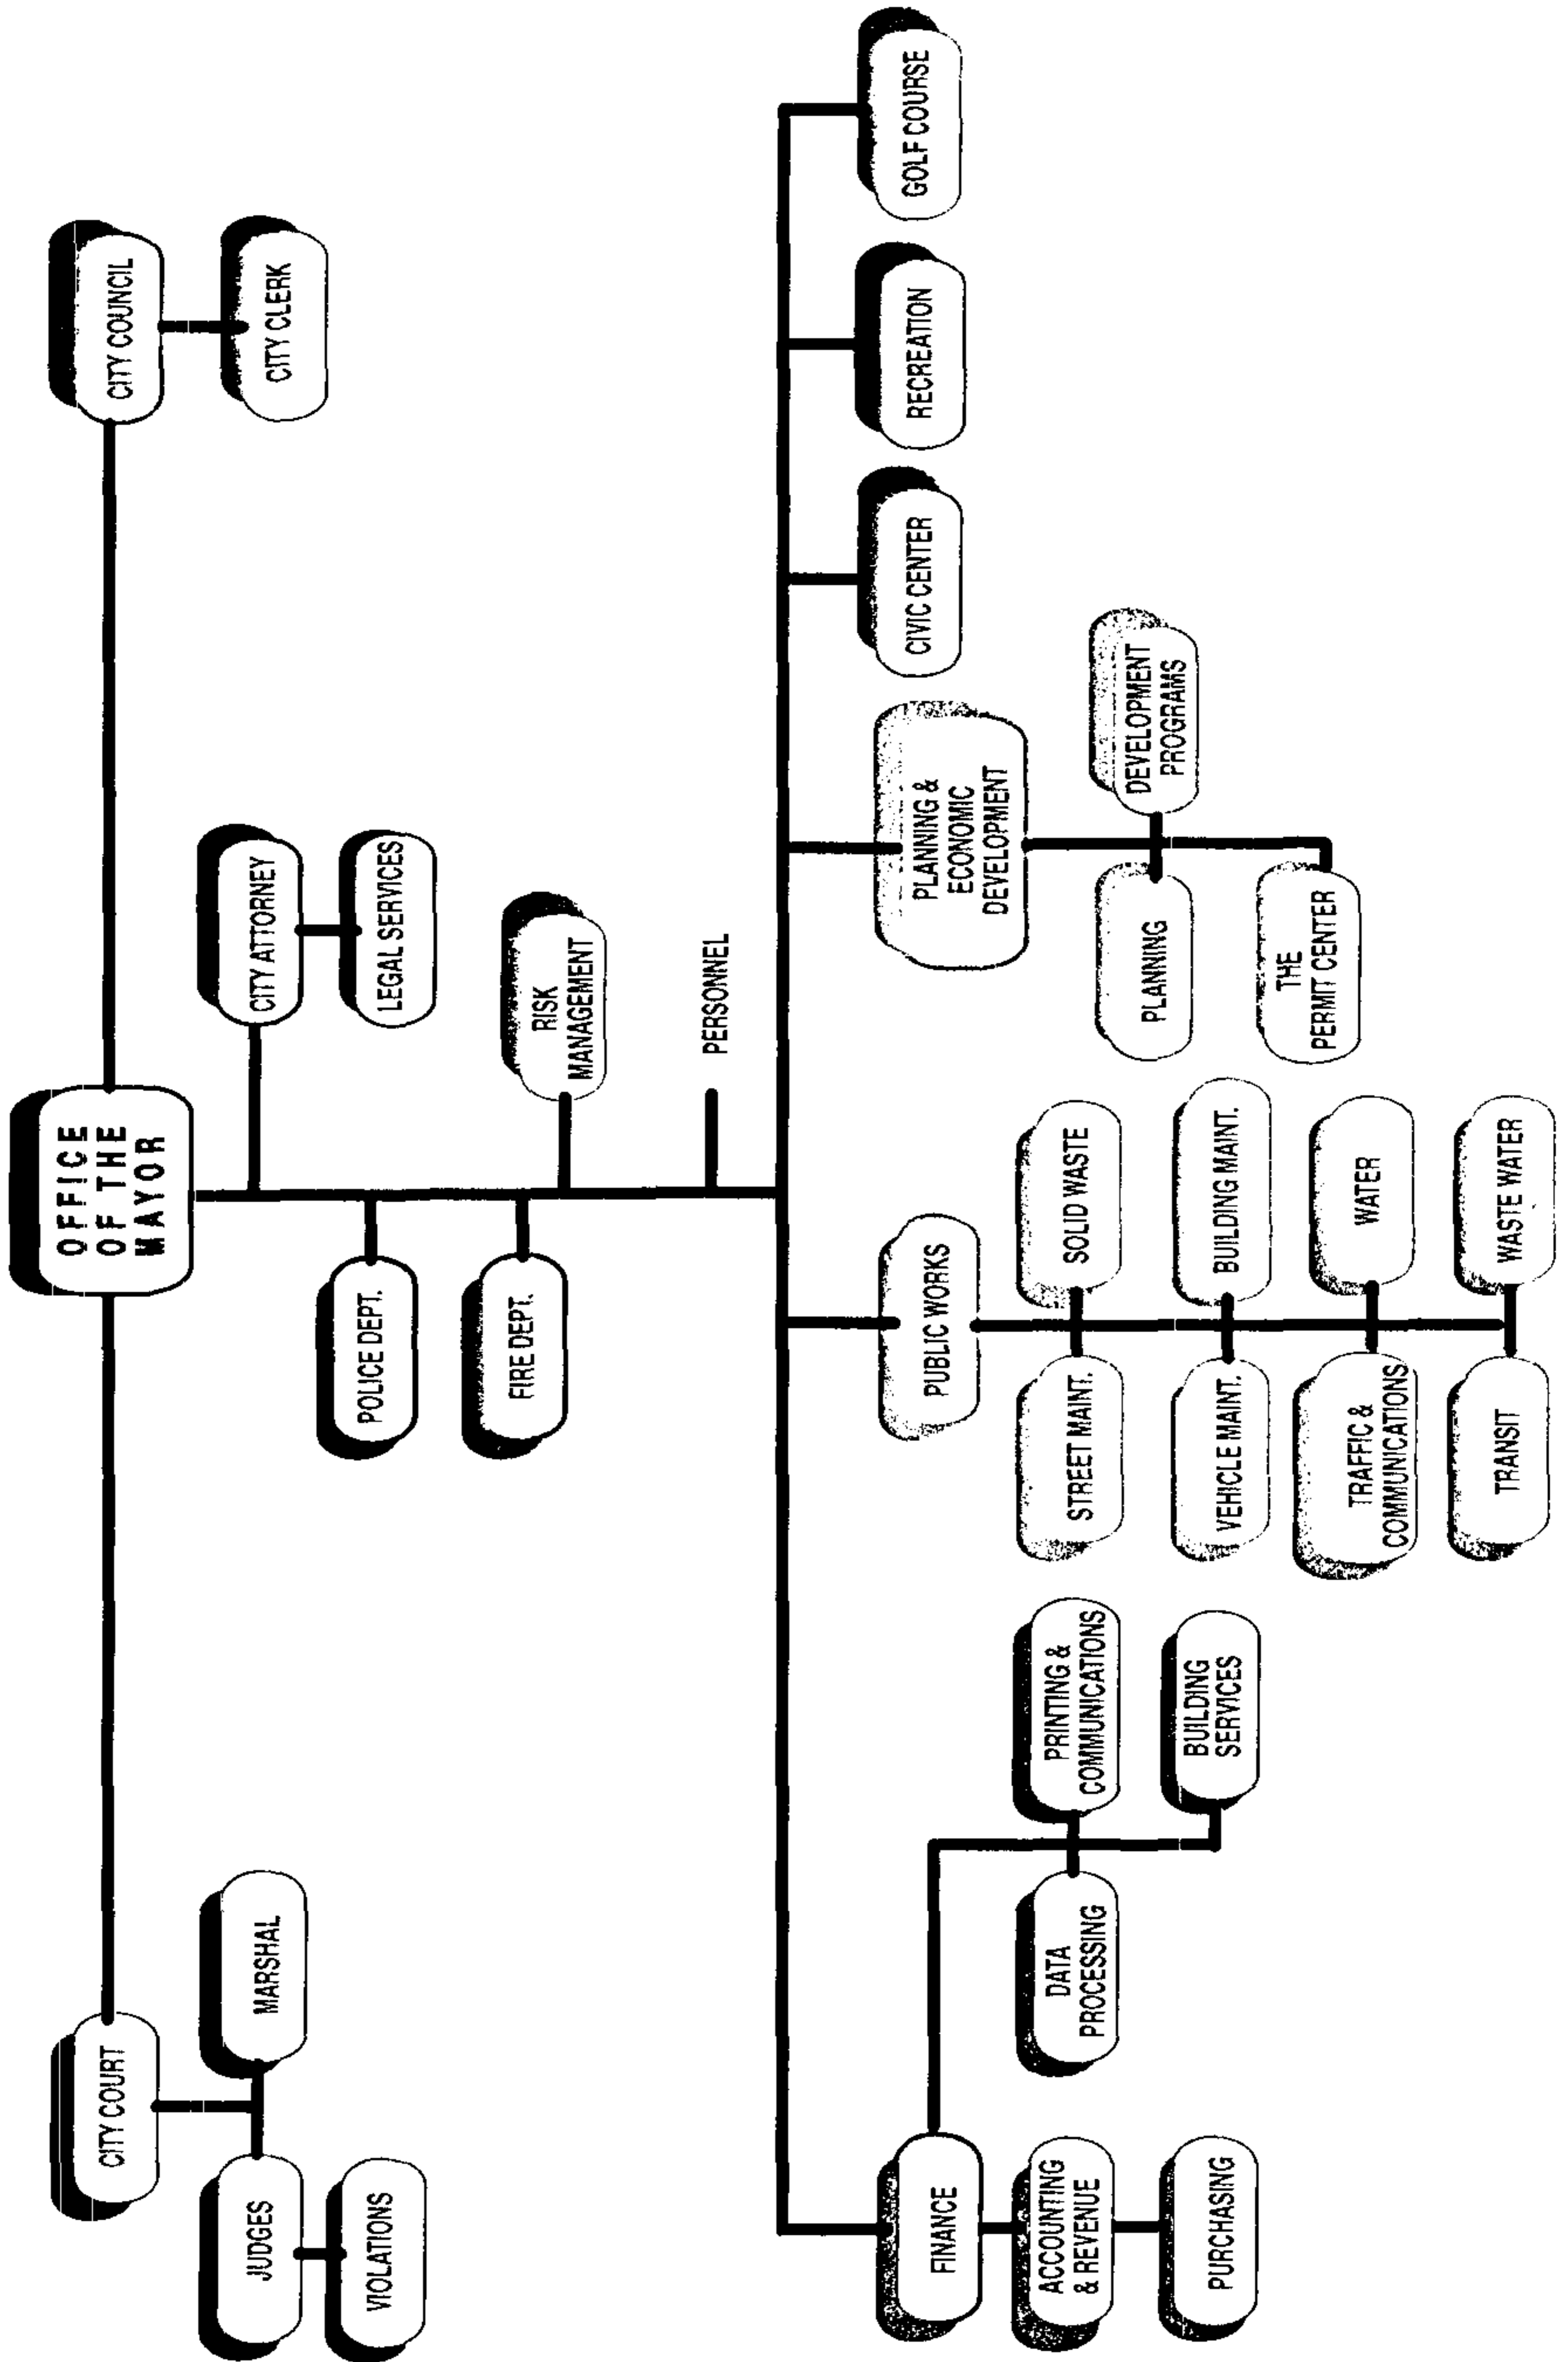 OFFICE
OF THE
MAYOR
CITY COURT
CITY COUNCIL
JUDGES
MARSHAL
VIOLATIONS
CITY CLERK
CITY ATTORNEY
LEGAL SERVICES
POLICE DEPT.
FIRE DEPT.
RISK
MANAGEMENT
PERSONNEL
FINANCE
ACCOUNTING
& REVENUE
PURCHASING
DATA
PROCESSING
PRINTING &
COMMUNICATIONS
BUILDING
SERVICES
PUBLIC WORKS
STREET MAINT.
SOLID WASTE
VEHICLE MAINT.
BUILDING MAINT.
TRAFFIC &
COMMUNICATIONS
WATER
TRANSIT
WASTE WATER
PLANNING &
ECONOMIC
DEVELOPMENT
PLANNING
DEVELOPMENT
PROGRAMS
THE
PERMIT CENTER
CIVIC CENTER
RECREATION
GOLF COURSE